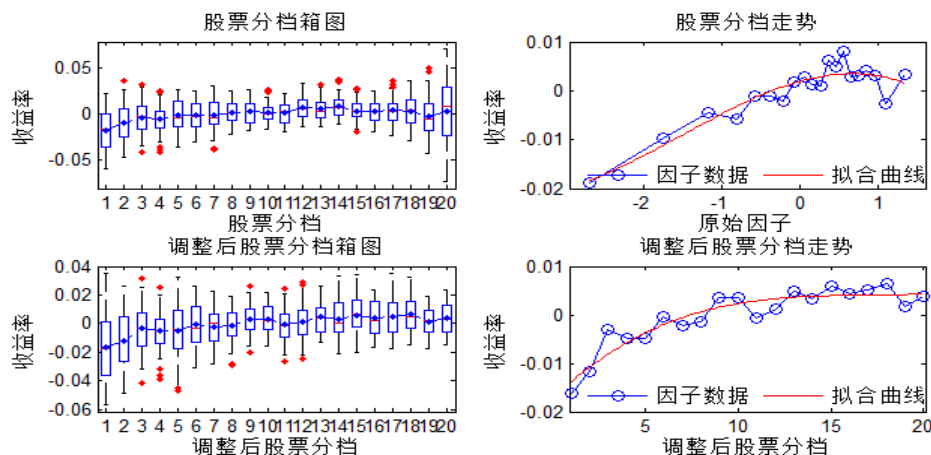 股票分档箱图
收益率
0.05
0
-0.05
1 2 3 4 5 6 7 8 9 10 11 12 13 14 15 16 17 18 19 20
股票分档
股票分档走势
收益率
0.01
0
-0.01
-0.02
因子数据
拟合曲线
-2 -1 0 1
原始因子
调整后股票分档箱图
收益率
0.04
0.02
0
-0.02
-0.04
-0.06
1 2 3 4 5 6 7 8 9 10 11 12 13 14 15 16 17 18 19 20
调整后股票分档
调整后股票分档走势
收益率
0.01
0
-0.01
-0.02
因子数据
拟合曲线
5 10 15 20
调整后股票分档